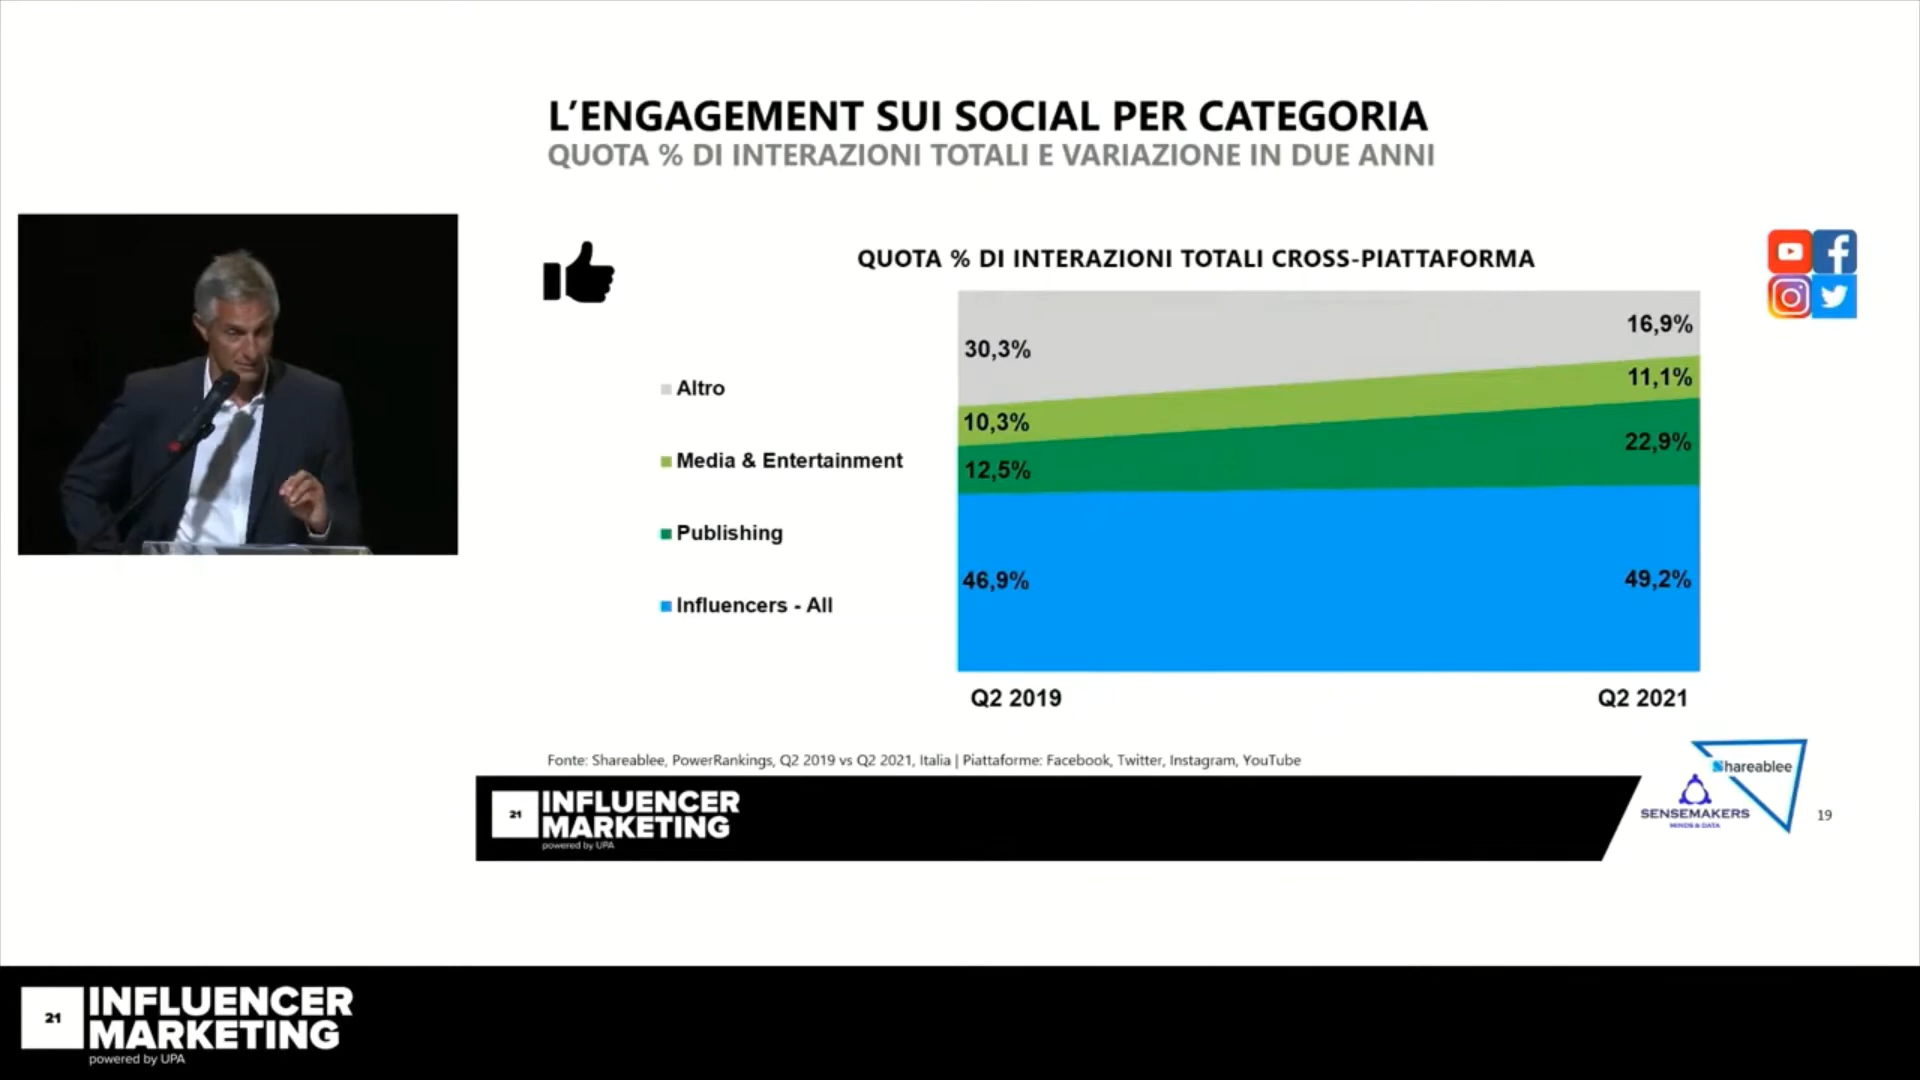 L'ENGAGEMENT SUI SOCIAL PER CATEGORIA
QUOTA % DI INTERAZIONI TOTALI E VARIAZIONE IN DUE ANNI
QUOTA % DI INTERAZIONI TOTALI CROSS-PIATTAFORMA
Altro
Media & Entertainment
Publishing
Influencers - All
30,3%
16,9%
10,3%
11,1%
12,5%
22,9%
46,9%
49,2%
Q2 2019
Q2 2021
Fonte: Shareablee, PowerRankings, Q2 2019 vs Q2 2021, Italia | Piattaforme: Facebook, Twitter, Instagram, YouTube
21
INFLUENCER
MARKETING
powered by UPA
Shareablee
SENSEMAKERS
MINDS & DATA
19
21
INFLUENCER
MARKETING
powered by UPA